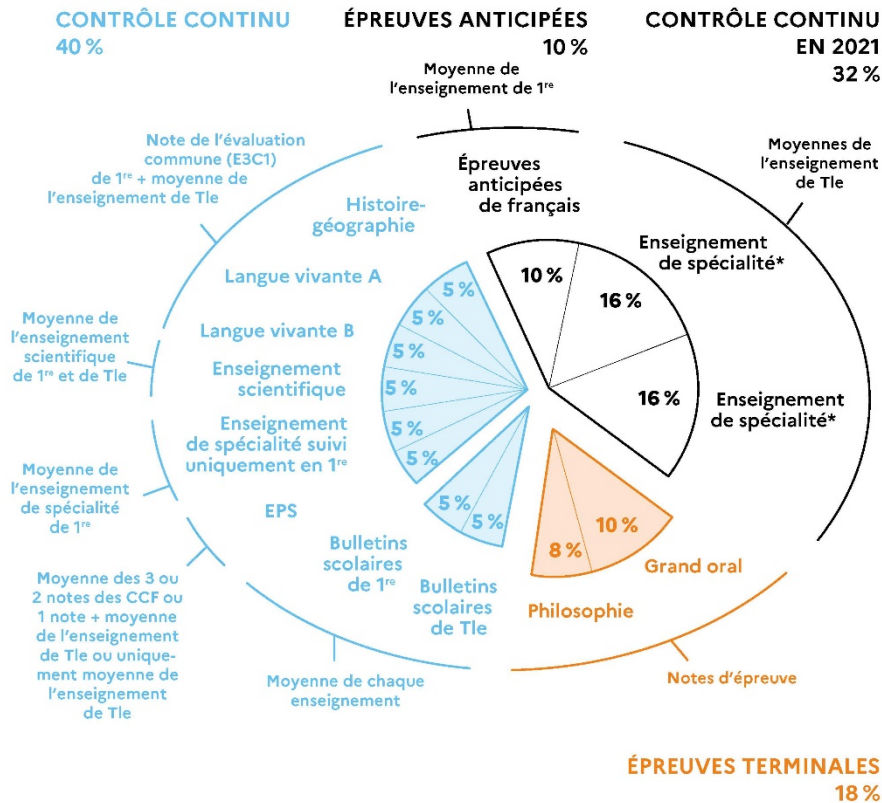 CONTRÔLE CONTINU
40 %
ÉPREUVES ANTICIPÉES
10 %
CONTRÔLE CONTINU
EN 2021
32 %
Moyenne de
l'enseignement de 1re
Note de l'évaluation
commune (E3C1)
de 1re + moyenne de
l'enseignement de Tle
Moyennes de
l'enseignement
de Tle
Épreuves
anticipées
de français
Histoire-
géographie
Enseignement
de spécialité*
Langue vivante A
10 %
16 %
5 %
5 %
Moyenne de
l'enseignement
scientifique
de 1re et de Tle
Langue vivante B
5 %
Enseignement
scientifique
5 %
16 %
Enseignement
de spécialité*
Enseignement
de spécialité suivi
uniquement en 1re
5 %
5 %
Moyenne de
l'enseignement
de spécialité
de 1re
EPS
5 %
5 %
8 %
10 %
Bulletins
scolaires
de 1re
Bulletins
scolaires
de Tle
Philosophie
Grand oral
Moyenne des 3 ou
2 notes des CCF ou
1 note + moyenne
de l'enseignement
de Tle ou unique-
ment moyenne de
l'enseignement
de Tle
Moyenne de chaque
enseignement
Notes d'épreuve
ÉPREUVES TERMINALES
18 %